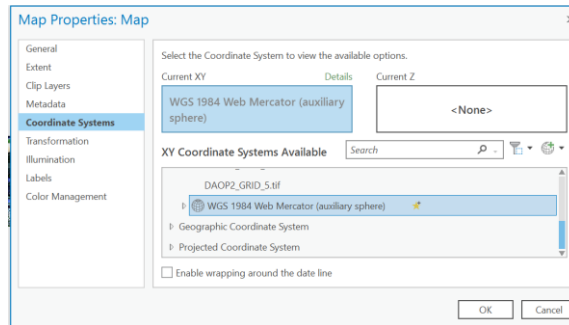 Map Properties: Map
General
Extent
Clip Layers
Metadata
Coordinate Systems
Transformation
Illumination
Labels
Color Management
Select the Coordinate System to view the available options.
Current XY
Details
Current Z
WGS 1984 Web Mercator (auxiliary
sphere)
<None>
XY Coordinate Systems Available
Search
DAOP2_GRID_5.tif
WGS 1984 Web Mercator (auxiliary sphere)
Geographic Coordinate System
Projected Coordinate System
Enable wrapping around the date line
OK
Cancel